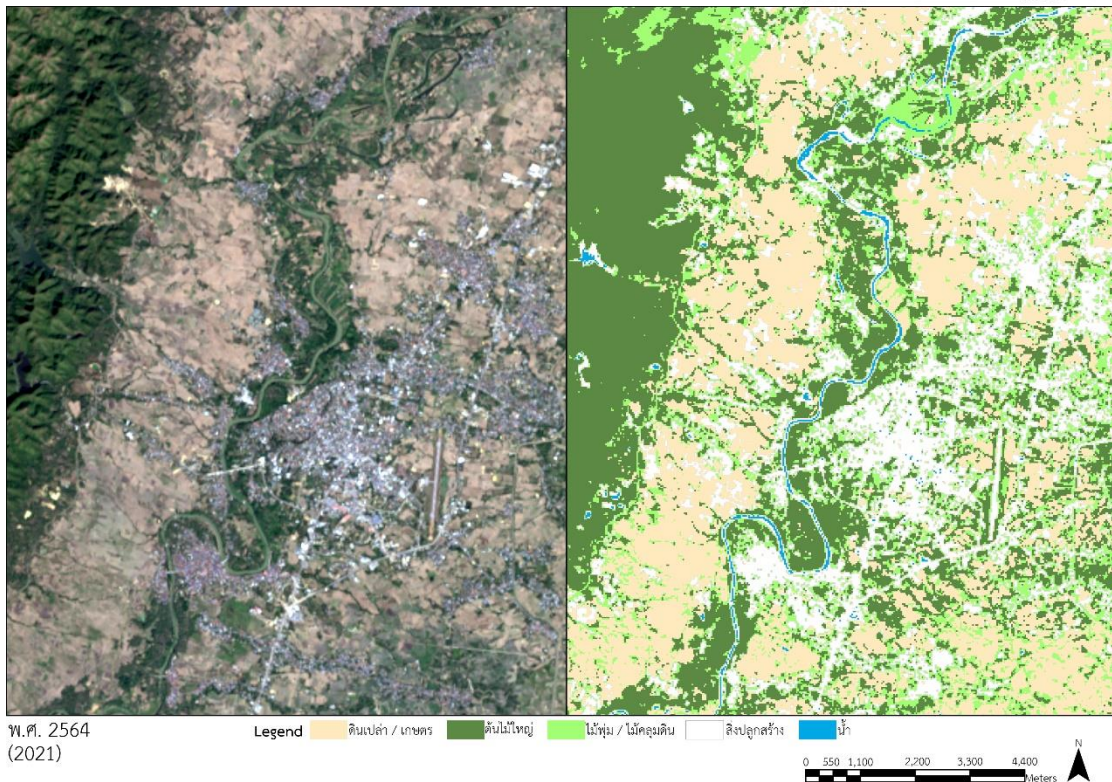 พ.ศ. 2564
(2021)
Legend ดินเปล่า / เกษตร ต้นไม้ใหญ่ ไม้พุ่ม / ไม้คลุมดิน สิ่งปลูกสร้าง น้ำ
N
0 550 1,100 2,200 3,300 4,400
Meters